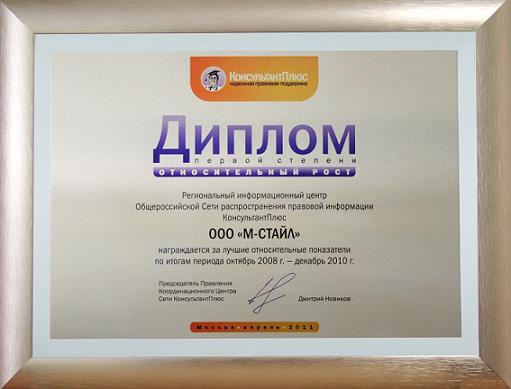 КонсультантПлюс
надежная правовая поддержка
Диплом
первой степени
ОТНОСИТЕЛЬНЫЙ РОСТ
Региональный информационный центр
Общероссийской Сети распространения правовой информации
КонсультантПлюс
ООО «М-СТАЙЛ»
награждается за лучшие относительные показатели
по итогам периода октябрь 2008 г. — декабрь 2010 г.
Председатель Правления
Координационного Центра
Сети КонсультантПлюс
Дмитрий Новиков
Москва•апрель•2011